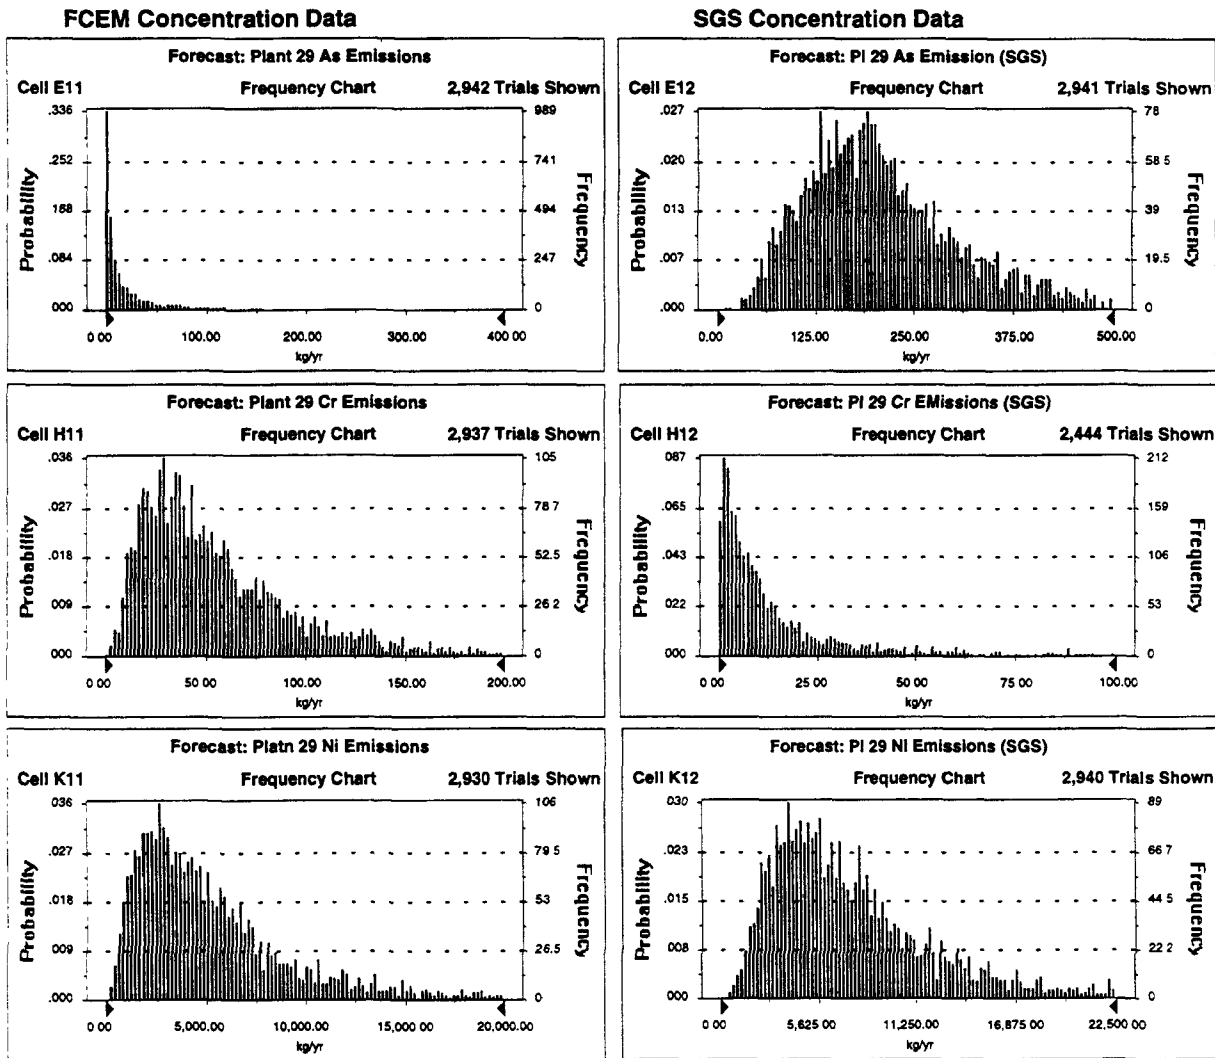 FCEM Concentration Data
Forecast: Plant 29 As Emissions
Cell E11 Frequency Chart 2,942 Trials Shown
.336 989
.252 741
.168 494
.084 247
.000 0
Probability
Frequency
0 00 100.00 200.00 300.00 400.00
kg/yr
Forecast: Plant 29 Cr Emissions
Cell H11 Frequency Chart 2,937 Trials Shown
.036 105
.027 78 7
.018 52.5
.009 26 2
.000 0
Probability
Frequency
0 00 50 00 100.00 150.00 200.00
kg/yr
Forecast: Platn 29 Ni Emissions
Cell K11 Frequency Chart 2,930 Trials Shown
.036 106
.027 79.5
.018 53
.009 26.5
.000 0
Probability
Frequency
0 00 5,000.00 10,000.00 15,000.00 20,000.00
kg/yr
SGS Concentration Data
Forecast: Pl 29 As Emission (SGS)
Cell E12 Frequency Chart 2,941 Trials Shown
.027 78
.020 58 5
.013 39
.007 19.5
.000 0
Probability
Frequency
0.00 125.00 250.00 375.00 500.00
kg/yr
Forecast: Pl 29 Cr EMissions (SGS)
Cell H12 Frequency Chart 2,444 Trials Shown
087 212
.065 159
.043 106
.022 53
.000 0
Probability
Frequency
0.00 25.00 50.00 75.00 100.00
kg/yr
Forecast: Pl 29 Ni Emissions (SGS)
Cell K12 Frequency Chart 2,940 Trials Shown
.030 89
.023 66.7
.015 44 5
.008 22 2
.000 0
Probability
Frequency
0 00 5,625 00 11,250.00 16,875.00 22,500.00
kg/yr